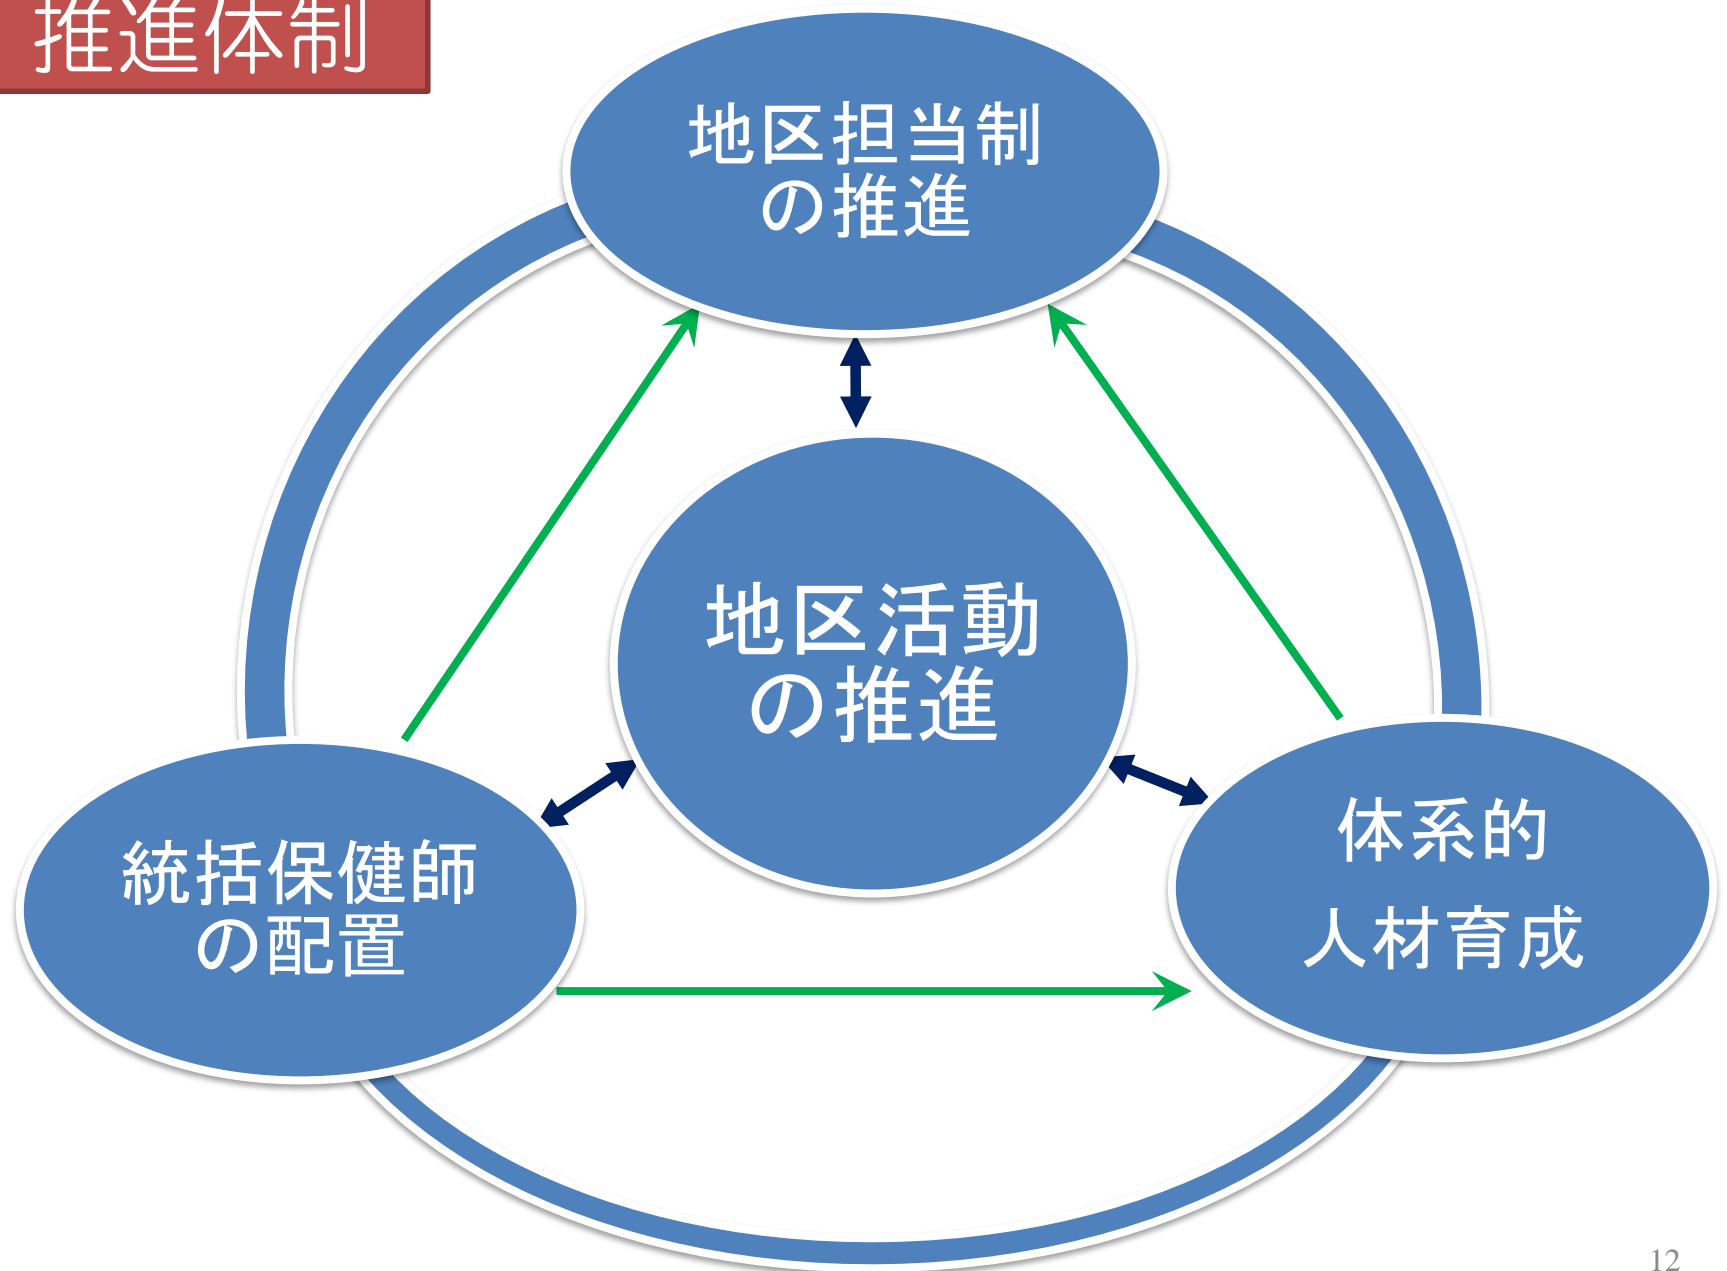 推進体制
地区担当制
の推進
地区活動
の推進
統括保健師
の配置
体系的
人材育成
12